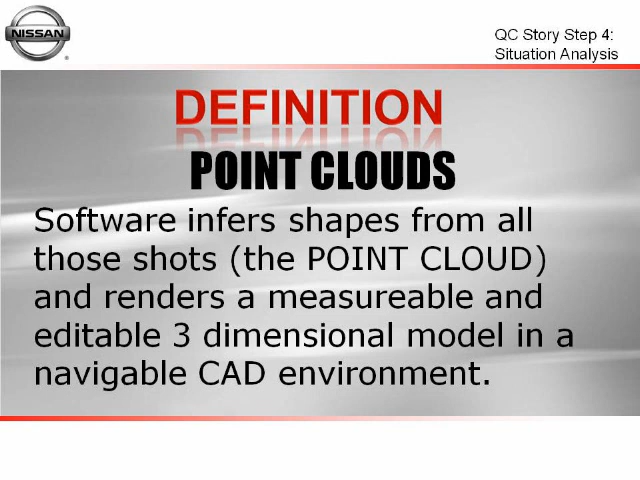 NISSAN
QC Story Step 4:
Situation Analysis
DEFINITION
POINT CLOUDS
Software infers shapes from all
those shots (the POINT CLOUD)
and renders a measureable and
editable 3 dimensional model in a
navigable CAD environment.